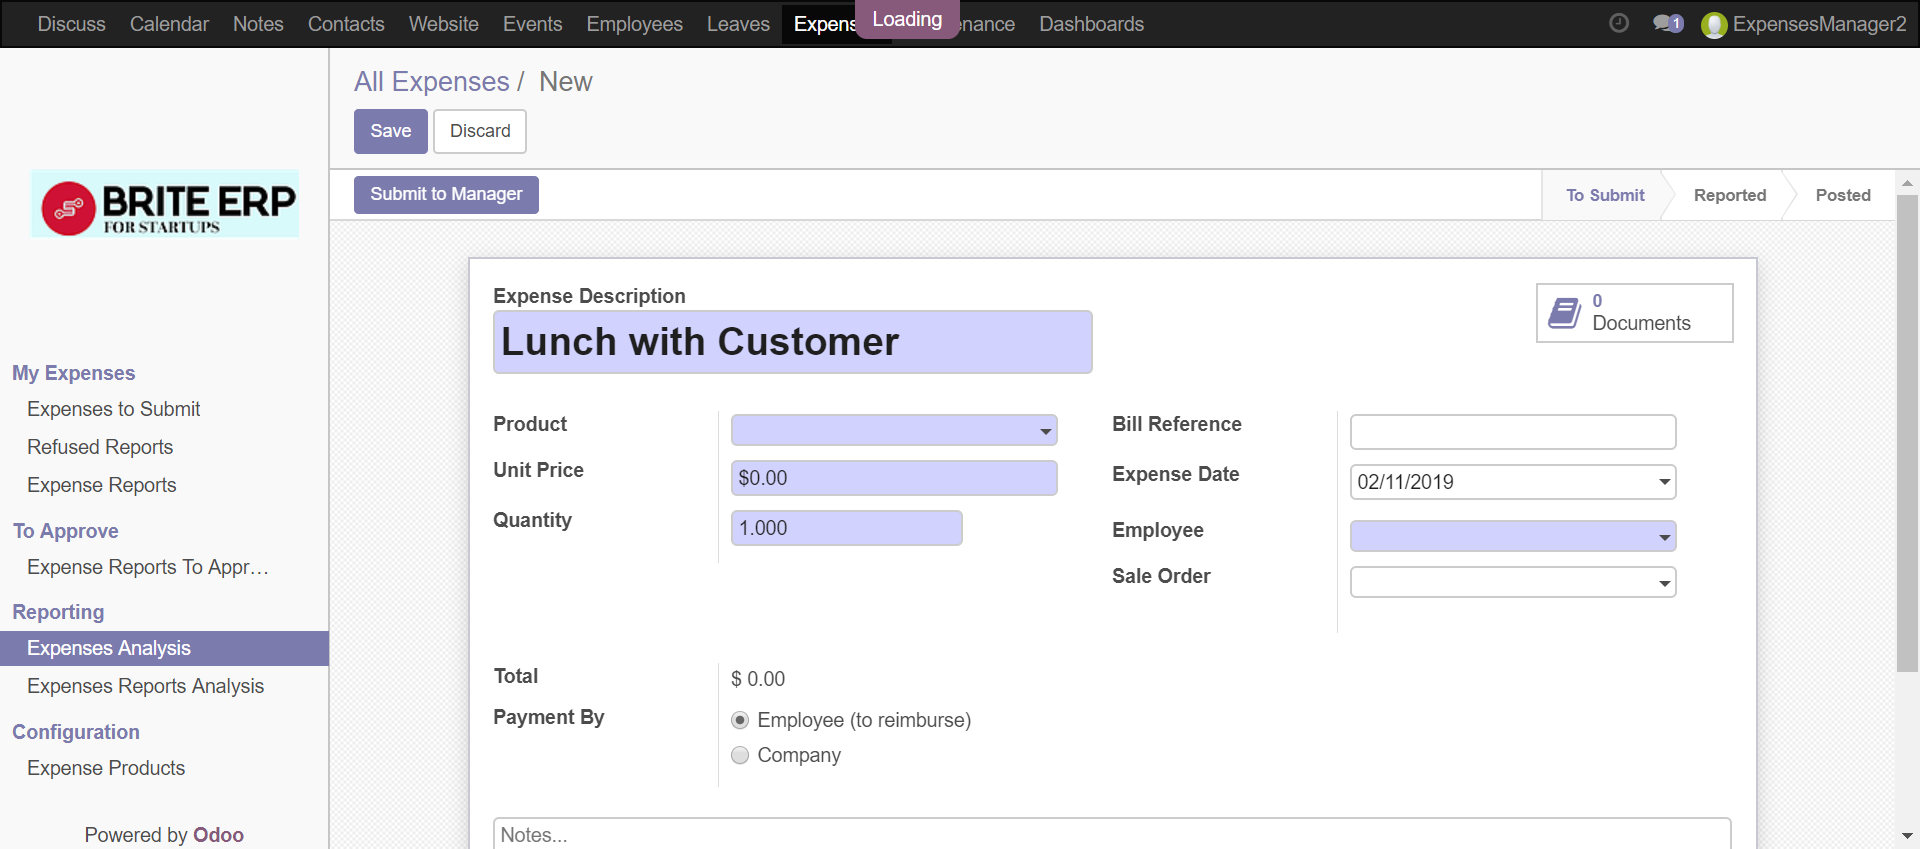 Discuss Calendar Notes Contacts Website Events Employees Leaves Expens Loading enance Dashboards 1 ExpensesManager2
All Expenses / New
Save Discard
BRITE ERP
FOR STARTUPS
Submit to Manager To Submit Reported Posted
My Expenses
Expenses to Submit
Refused Reports
Expense Reports
To Approve
Expense Reports To Appr...
Reporting
Expenses Analysis
Expenses Reports Analysis
Configuration
Expense Products
Powered by Odoo
Expense Description
Lunch with Customer
0
Documents
Product
Unit Price $0.00
Quantity 1.000
Bill Reference
Expense Date 02/11/2019
Employee
Sale Order
Total $ 0.00
Payment By Employee (to reimburse)
Company
Notes...